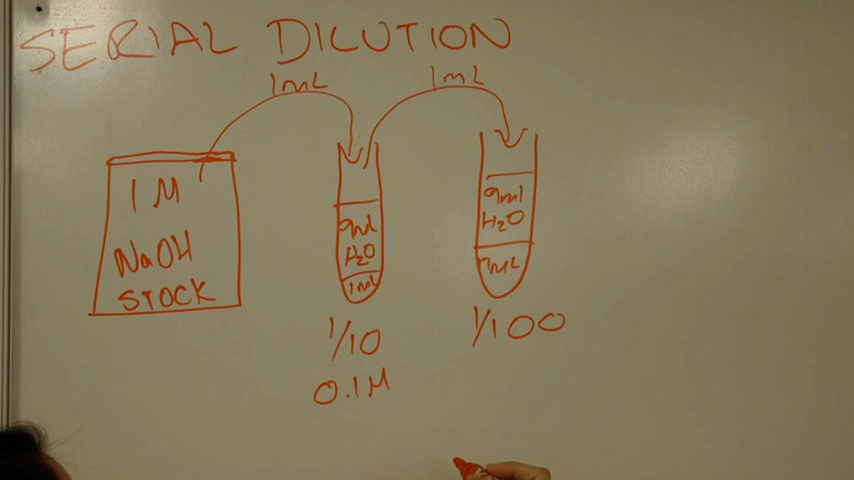 SERIAL DILUTION
1mL
1mL
1 M
NaOH
STOCK
9ml
H2O
1mL
9ml
H2O
1mL
1/10
1/100
0.1M